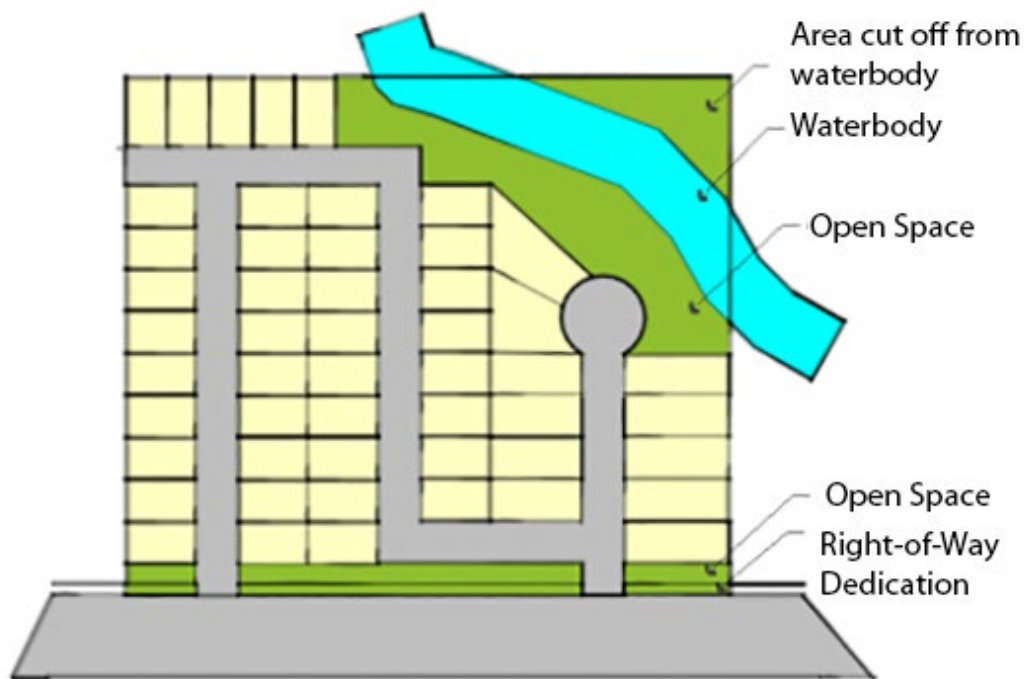 Area cut off from
waterbody
Waterbody
Open Space
Open Space
Right-of-Way
Dedication